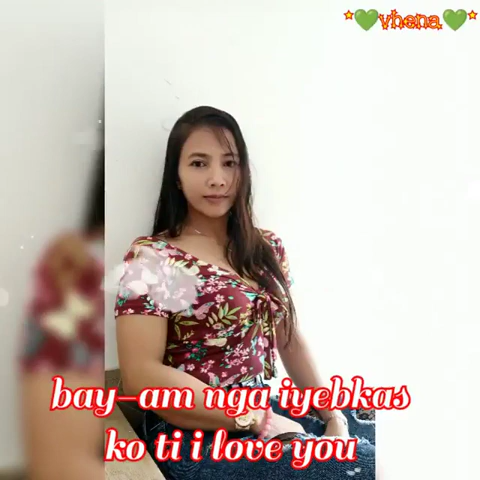 *💚vhena💚*
bay-am nga iyebkas
ko ti i love you